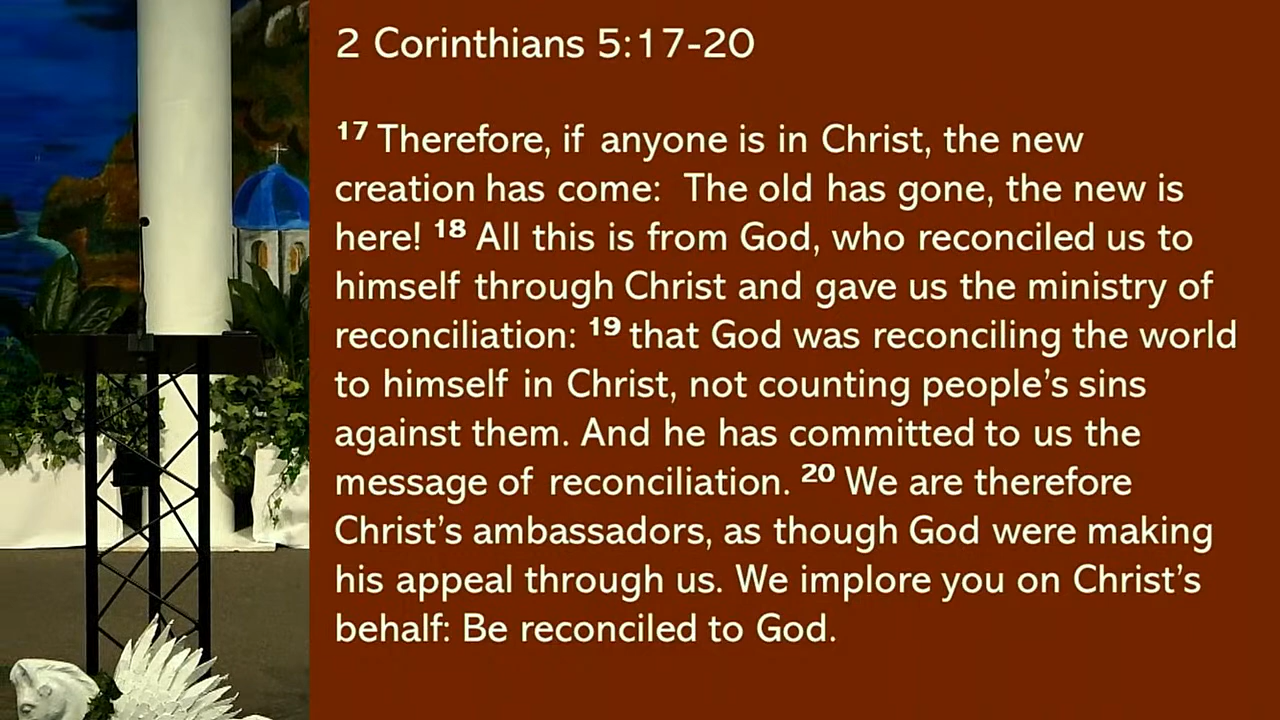 2 Corinthians 5:17-20
17 Therefore, if anyone is in Christ, the new
creation has come: The old has gone, the new is
here! 18 All this is from God, who reconciled us to
himself through Christ and gave us the ministry of
reconciliation: 19 that God was reconciling the world
to himself in Christ, not counting people’s sins
against them. And he has committed to us the
message of reconciliation. 20 We are therefore
Christ’s ambassadors, as though God were making
his appeal through us. We implore you on Christ’s
behalf: Be reconciled to God.